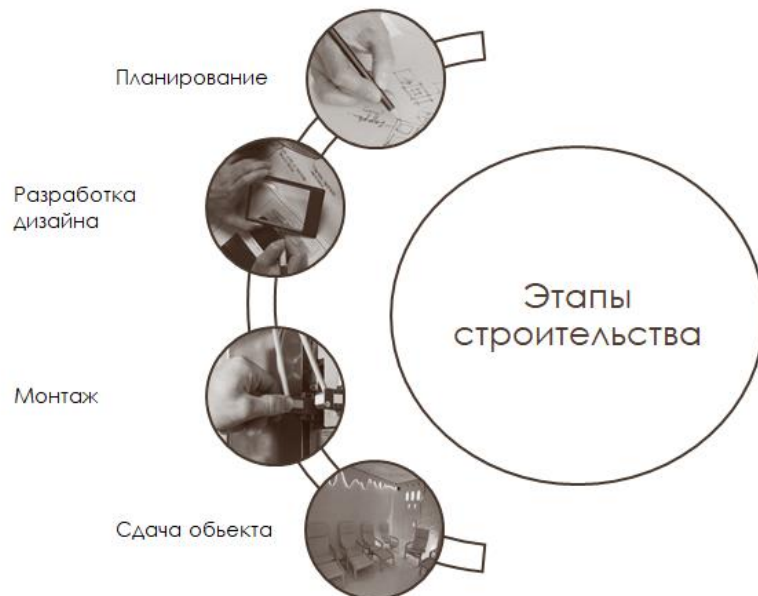 Планирование
Разработка
дизайна
Монтаж
Сдача обьекта
Этапы
строительства